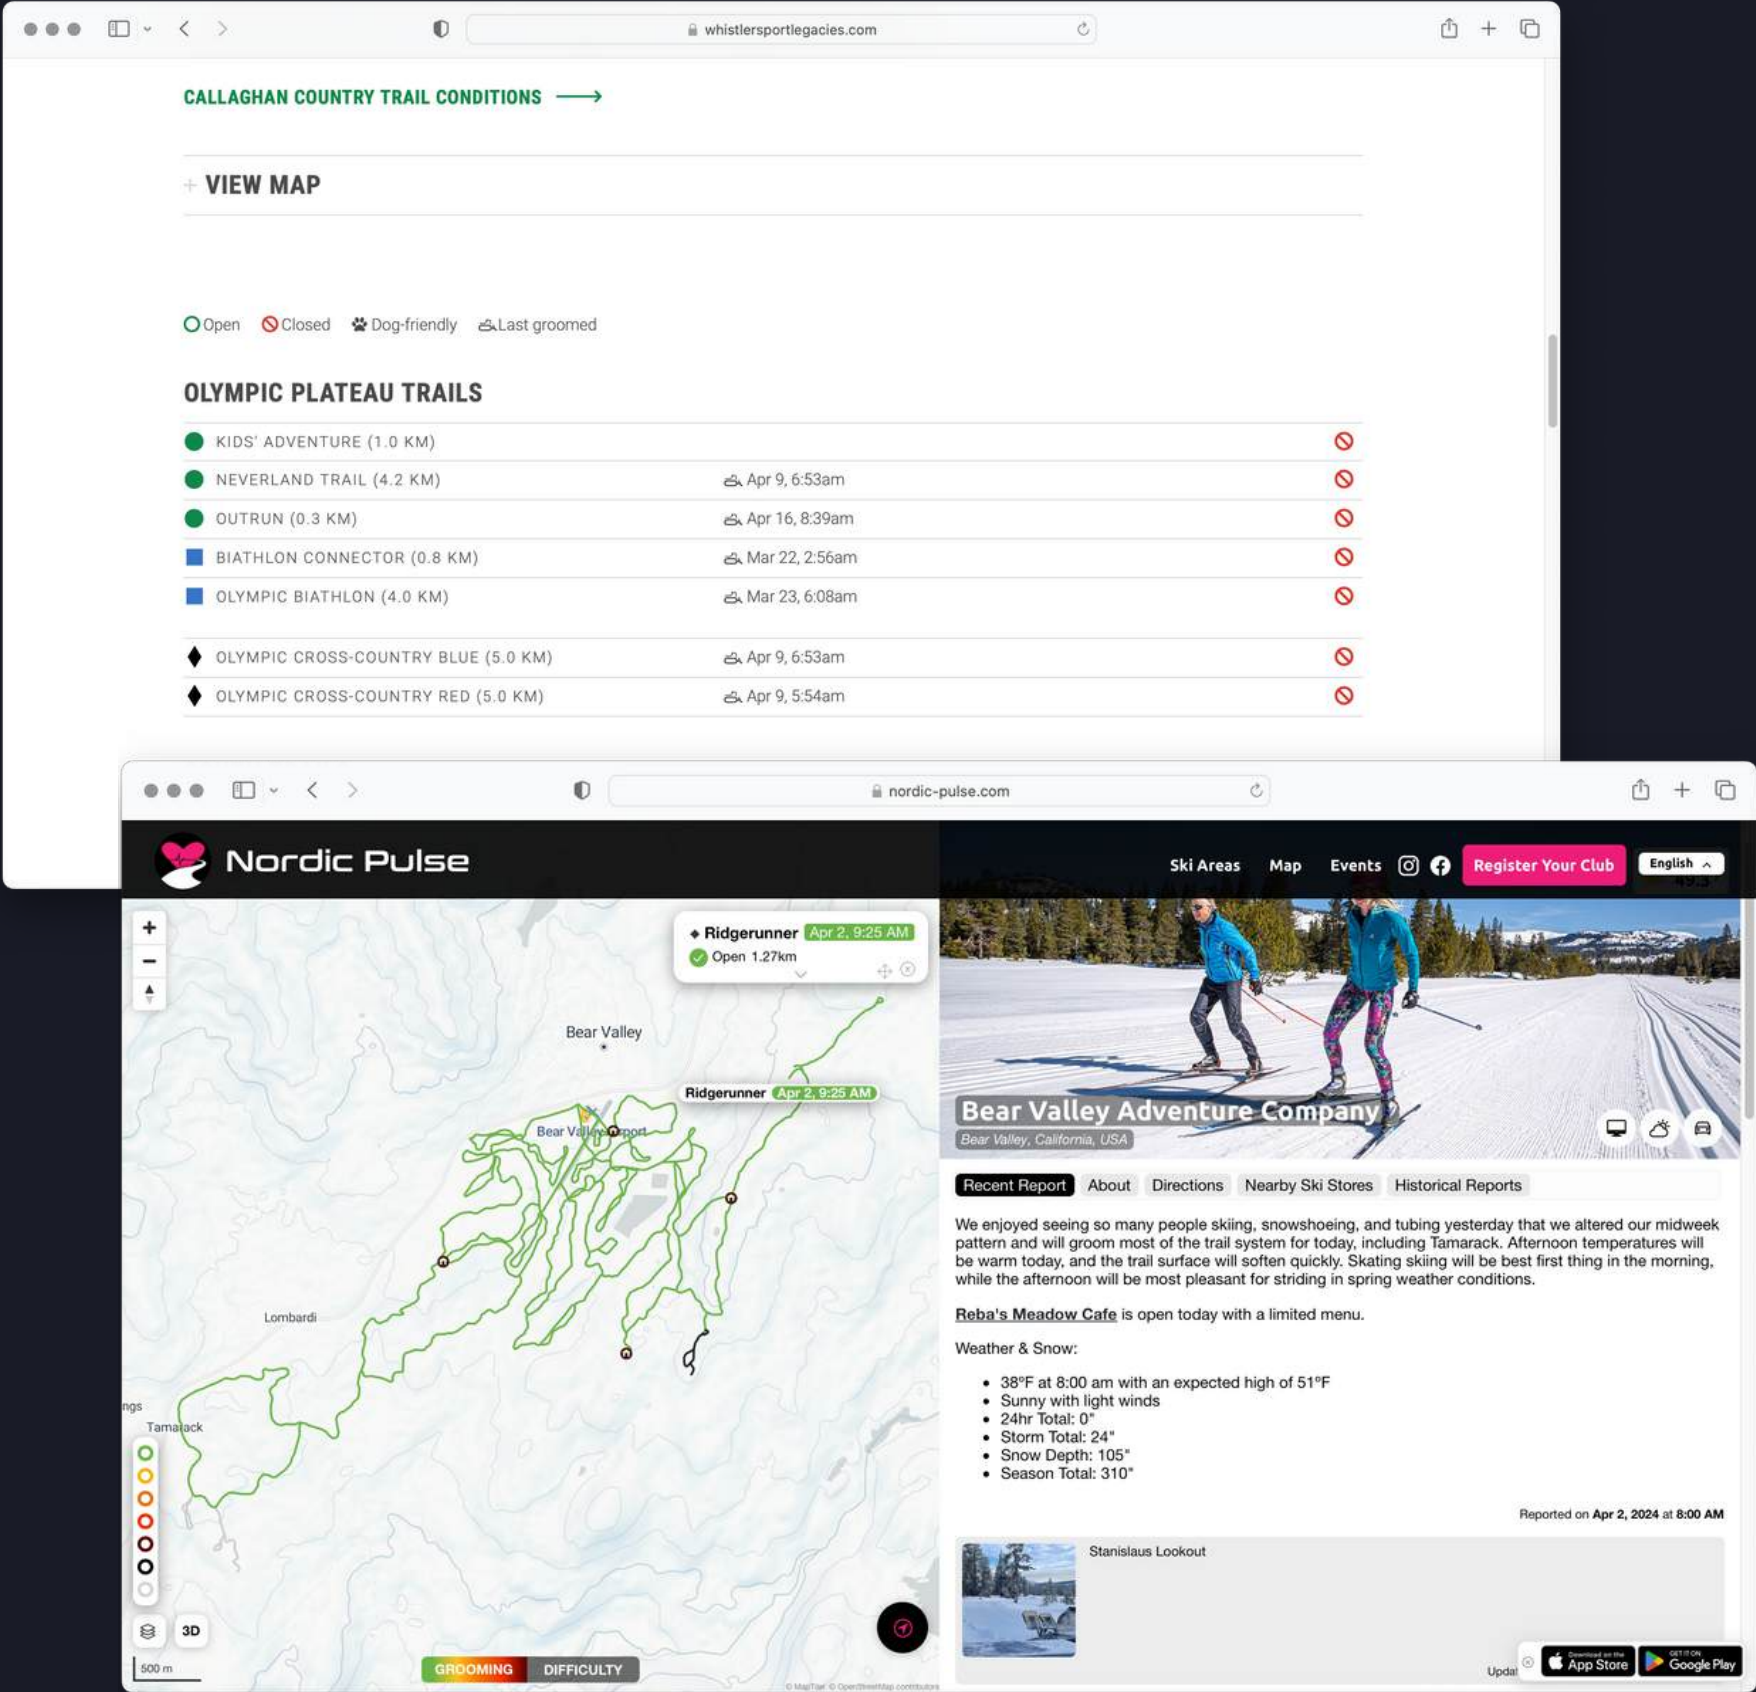 whistlersportlegacies.com
CALLAGHAN COUNTRY TRAIL CONDITIONS
VIEW MAP
Open Closed Dog-friendly Last groomed
OLYMPIC PLATEAU TRAILS
KIDS' ADVENTURE (1.0 KM)
NEVERLAND TRAIL (4.2 KM) Apr 9, 6:53am
OUTRUN (0.3 KM) Apr 16, 8:39am
BIATHLON CONNECTOR (0.8 KM) Mar 22, 2:56am
OLYMPIC BIATHLON (4.0 KM) Mar 23, 6:08am
OLYMPIC CROSS-COUNTRY BLUE (5.0 KM) Apr 9, 6:53am
OLYMPIC CROSS-COUNTRY RED (5.0 KM) Apr 9, 5:54am
nordic-pulse.com
Nordic Pulse
Ski Areas Map Events Register Your Club English
Ridgerunner Apr 2, 9:25 AM
Open 1.27km
Bear Valley
Ridgerunner Apr 2, 9:25 AM
Lombardi
ngs
Tamarack
3D
500 m
GROOMING DIFFICULTY
© MapTiler © OpenStreetMap contributors
Bear Valley Adventure Company
Bear Valley, California, USA
Recent Report About Directions Nearby Ski Stores Historical Reports
We enjoyed seeing so many people skiing, snowshoeing, and tubing yesterday that we altered our midweek
pattern and will groom most of the trail system for today, including Tamarack. Afternoon temperatures will
be warm today, and the trail surface will soften quickly. Skating skiing will be best first thing in the morning,
while the afternoon will be most pleasant for striding in spring weather conditions.
Reba's Meadow Cafe is open today with a limited menu.
Weather & Snow:
38ºF at 8:00 am with an expected high of 51ºF
Sunny with light winds
24hr Total: 0"
Storm Total: 24"
Snow Depth: 105"
Season Total: 310"
Reported on Apr 2, 2024 at 8:00 AM
Stanislaus Lookout
Updat
Download on the
App Store
GET IT ON
Google Play